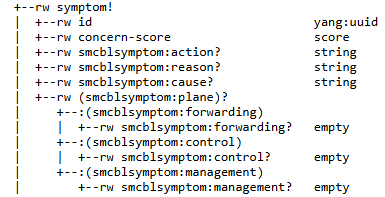 +--rw symptom!
|  +--rw id                             yang:uuid
|  +--rw concern-score                  score
|  +--rw smcblsymptom:action?           string
|  +--rw smcblsymptom:reason?           string
|  +--rw smcblsymptom:cause?            string
|  +--rw (smcblsymptom:plane)?
|     +--:(smcblsymptom:forwarding)
|     |  +--rw smcblsymptom:forwarding?   empty
|     +--:(smcblsymptom:control)
|     |  +--rw smcblsymptom:control?      empty
|     +--:(smcblsymptom:management)
|        +--rw smcblsymptom:management?   empty